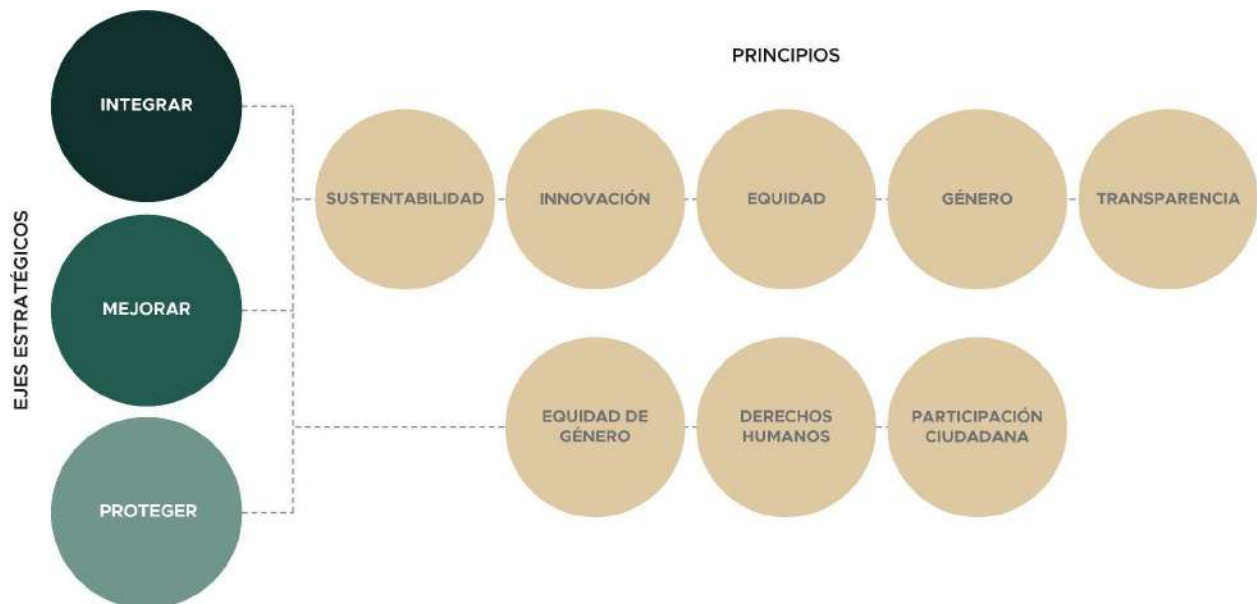 EJES ESTRATÉGICOS
INTEGRAR
MEJORAR
PROTEGER
PRINCIPIOS
SUSTENTABILIDAD
INNOVACIÓN
EQUIDAD
GÉNERO
TRANSPARENCIA
EQUIDAD DE
GÉNERO
DERECHOS
HUMANOS
PARTICIPACIÓN
CIUDADANA